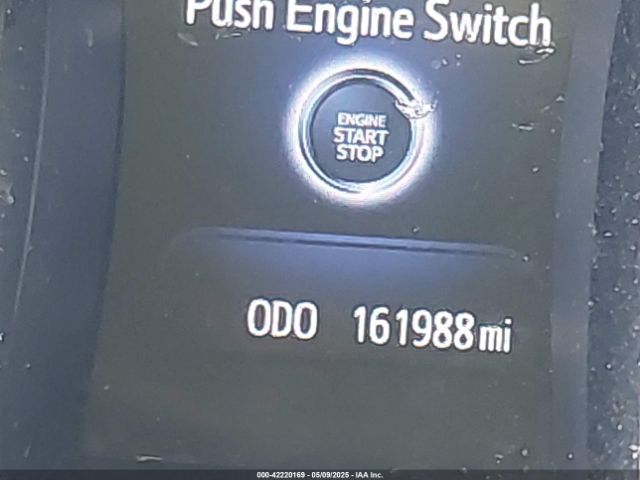 Push Engine Switch
ENGINE
START
STOP
ODO 161988 mi
000-42220169 - 05/09/2025 - IAA Inc.